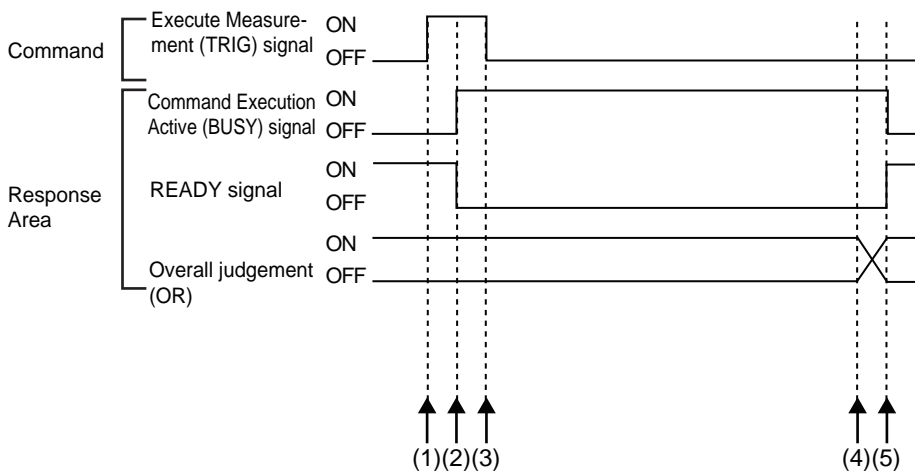 Command
Execute Measure-
ment (TRIG) signal
ON
OFF
Response
Area
Command Execution
Active (BUSY) signal
ON
OFF
READY signal
ON
OFF
Overall judgement
(OR)
ON
OFF
(1)(2)(3) (4)(5)